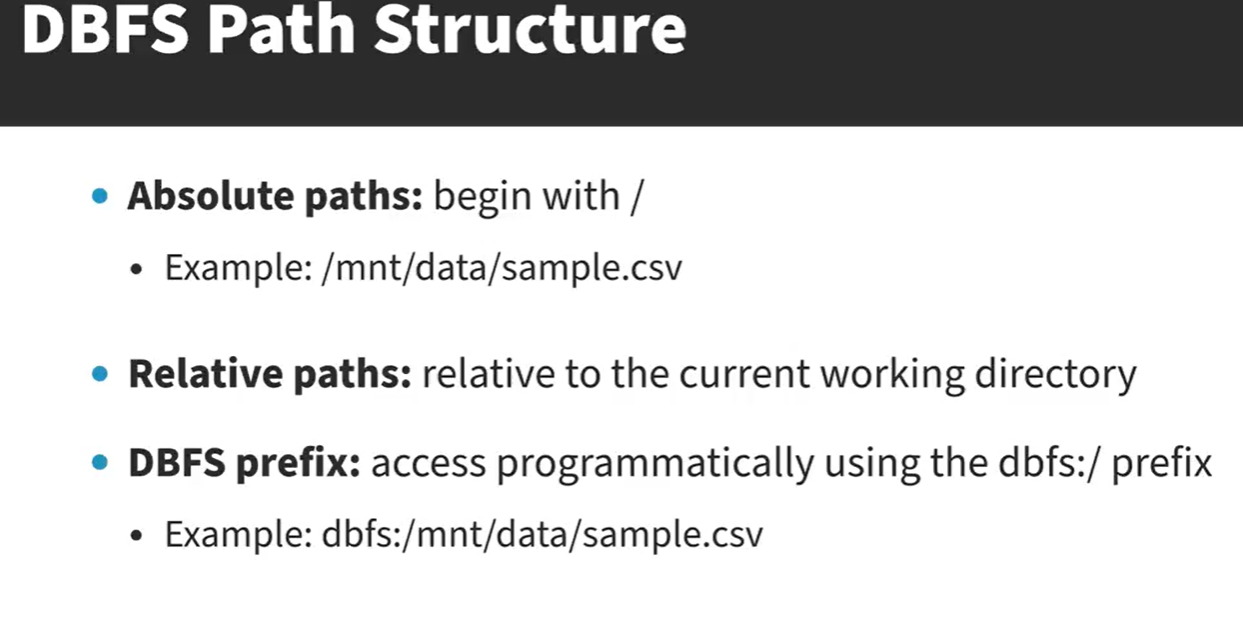 DBFS Path Structure
• Absolute paths: begin with /
• Example: /mnt/data/sample.csv
• Relative paths: relative to the current working directory
• DBFS prefix: access programmatically using the dbfs:/ prefix
• Example: dbfs:/mnt/data/sample.csv